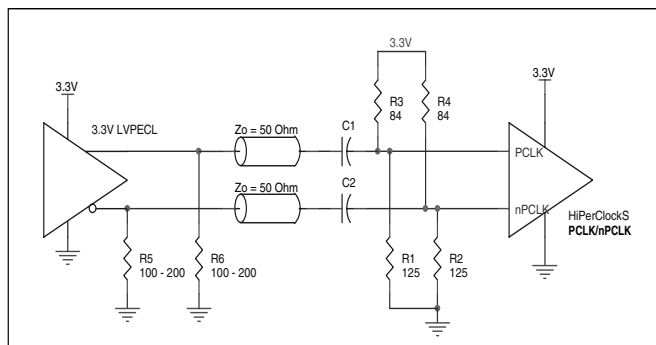 3.3V
3.3V
3.3V
R3
84
R4
84
3.3V LVPECL
Zo = 50 Ohm
C1
PCLK
Zo = 50 Ohm
C2
nPCLK
HiPerClockS
PCLK/nPCLK
R5
100 - 200
R6
100 - 200
R1
125
R2
125